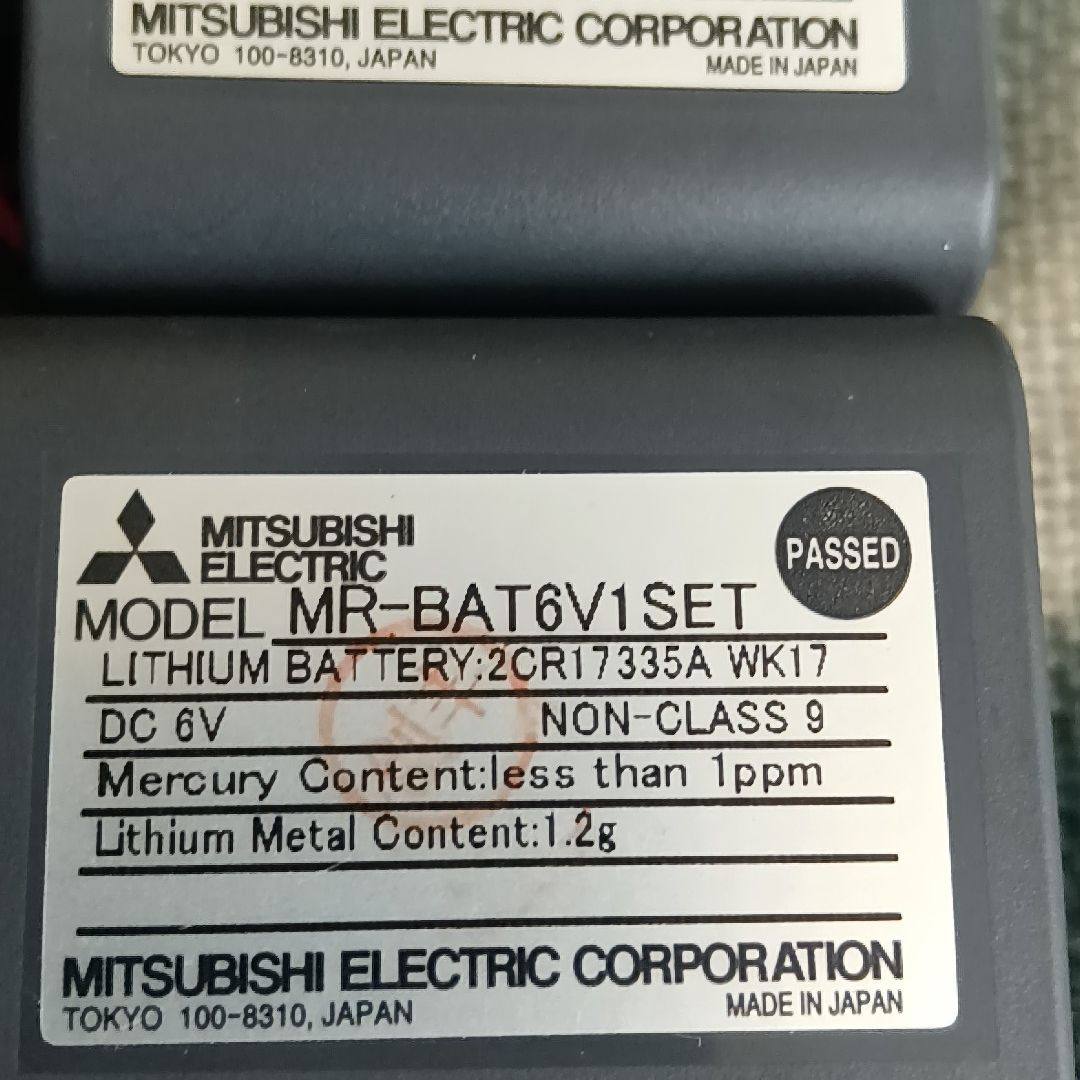 MITSUBISHI ELECTRIC CORPORATION
TOKYO 100-8310, JAPAN MADE IN JAPAN
MITSUBISHI
ELECTRIC
PASSED
MODEL MR-BAT6V1SET
LITHIUM BATTERY:2CR17335A WK17
DC 6V NON-CLASS 9
Mercury Content:less than 1ppm
Lithium Metal Content:1.2g
MITSUBISHI ELECTRIC CORPORATION
TOKYO 100-8310, JAPAN MADE IN JAPAN